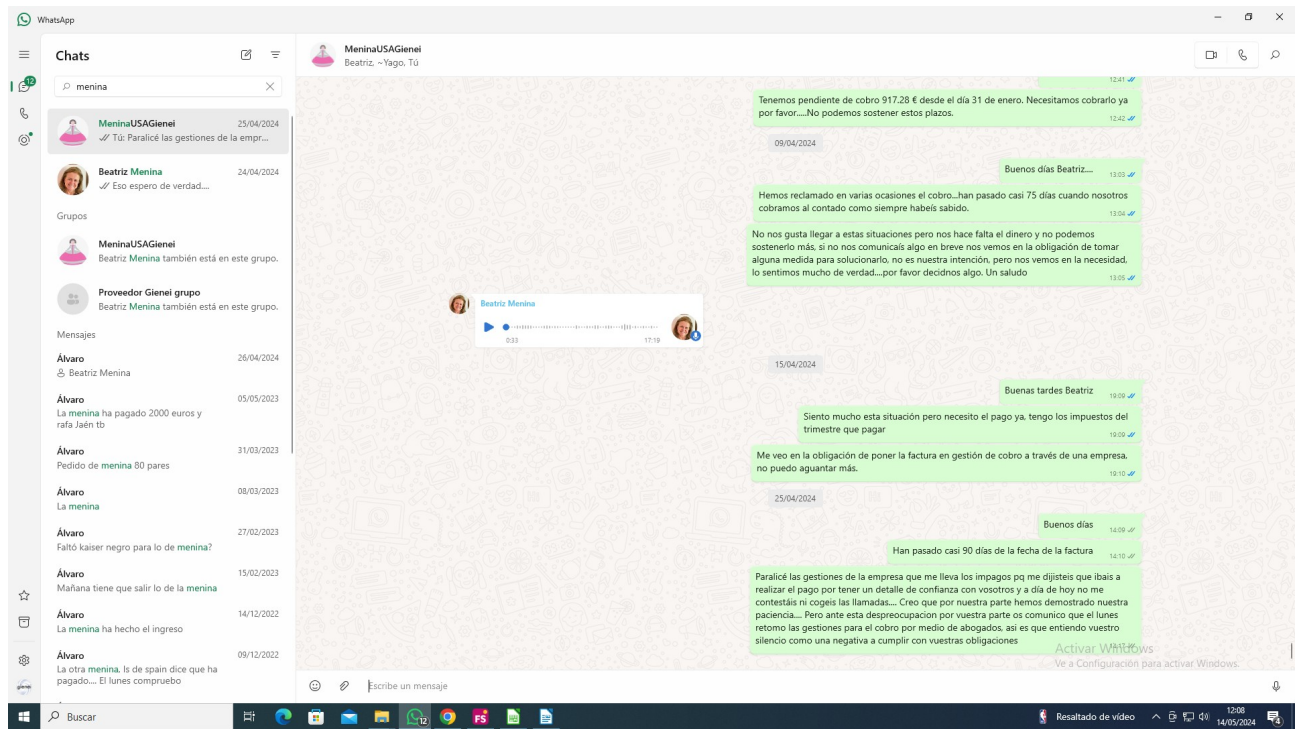 WhatsApp
Chats
menina
MeninaUSAGienei 25/04/2024
Tú: Paralicé las gestiones de la empr...
Beatriz Menina 24/04/2024
Eso espero de verdad....
Grupos
MeninaUSAGienei
Beatriz Menina también está en este grupo.
Proveedor Gienei grupo
Beatriz Menina también está en este grupo.
Mensajes
Álvaro 26/04/2024
Beatriz Menina
Álvaro 05/05/2023
La menina ha pagado 2000 euros y
rafa Jaén tb
Álvaro 31/03/2023
Pedido de menina 80 pares
Álvaro 08/03/2023
La menina
Álvaro 27/02/2023
Faltó kaiser negro para lo de menina?
Álvaro 15/02/2023
Mañana tiene que salir lo de la menina
Álvaro 14/12/2022
La menina ha hecho el ingreso
Álvaro 09/12/2022
La otra menina. Is de spain dice que ha
pagado.... El lunes compruebo
12
gienei
MeninaUSAGienei
Beatriz, ~Yago, Tú
12:41
Tenemos pendiente de cobro 917.28 € desde el día 31 de enero. Necesitamos cobrarlo ya
por favor.....No podemos sostener estos plazos.
12:42
09/04/2024
Buenos días Beatriz....
13:03
Hemos reclamado en varias ocasiones el cobro...han pasado casi 75 días cuando nosotros
cobramos al contado como siempre habeís sabido.
13:04
No nos gusta llegar a estas situaciones pero nos hace falta el dinero y no podemos
sostenerlo más, si no nos comunicaís algo en breve nos vemos en la obligación de tomar
alguna medida para solucionarlo, no es nuestra intención, pero nos vemos en la necesidad,
lo sentimos mucho de verdad....por favor decidnos algo. Un saludo
13:05
Beatriz Menina
0:33 17:19
15/04/2024
Buenas tardes Beatriz
19:09
Siento mucho esta situación pero necesito el pago ya, tengo los impuestos del
trimestre que pagar
19:09
Me veo en la obligación de poner la factura en gestión de cobro a través de una empresa,
no puedo aguantar más.
19:10
25/04/2024
Buenos días
14:09
Han pasado casi 90 días de la fecha de la factura
14:10
Paralicé las gestiones de la empresa que me lleva los impagos pq me dijisteis que ibais a
realizar el pago por tener un detalle de confianza con vosotros y a día de hoy no me
contestáis ni cogeis las llamadas.... Creo que por nuestra parte hemos demostrado nuestra
paciencia.... Pero ante esta despreocupacion por vuestra parte os comunico que el lunes
retomo las gestiones para el cobro por medio de abogados, asi es que entiendo vuestro
silencio como una negativa a cumplir con vuestras obligaciones
Activar Windows
Ve a Configuración para activar Windows.
Escribe un mensaje
Buscar
12
FS
Resaltado de vídeo
12:08
14/05/2024
4